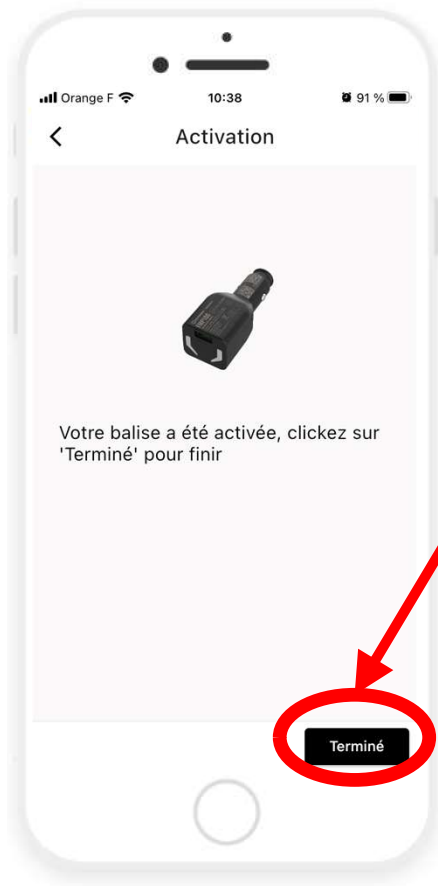 Orange F 10:38 91 %
Activation
Votre balise a été activée, clickez sur
'Terminé' pour finir
Terminé